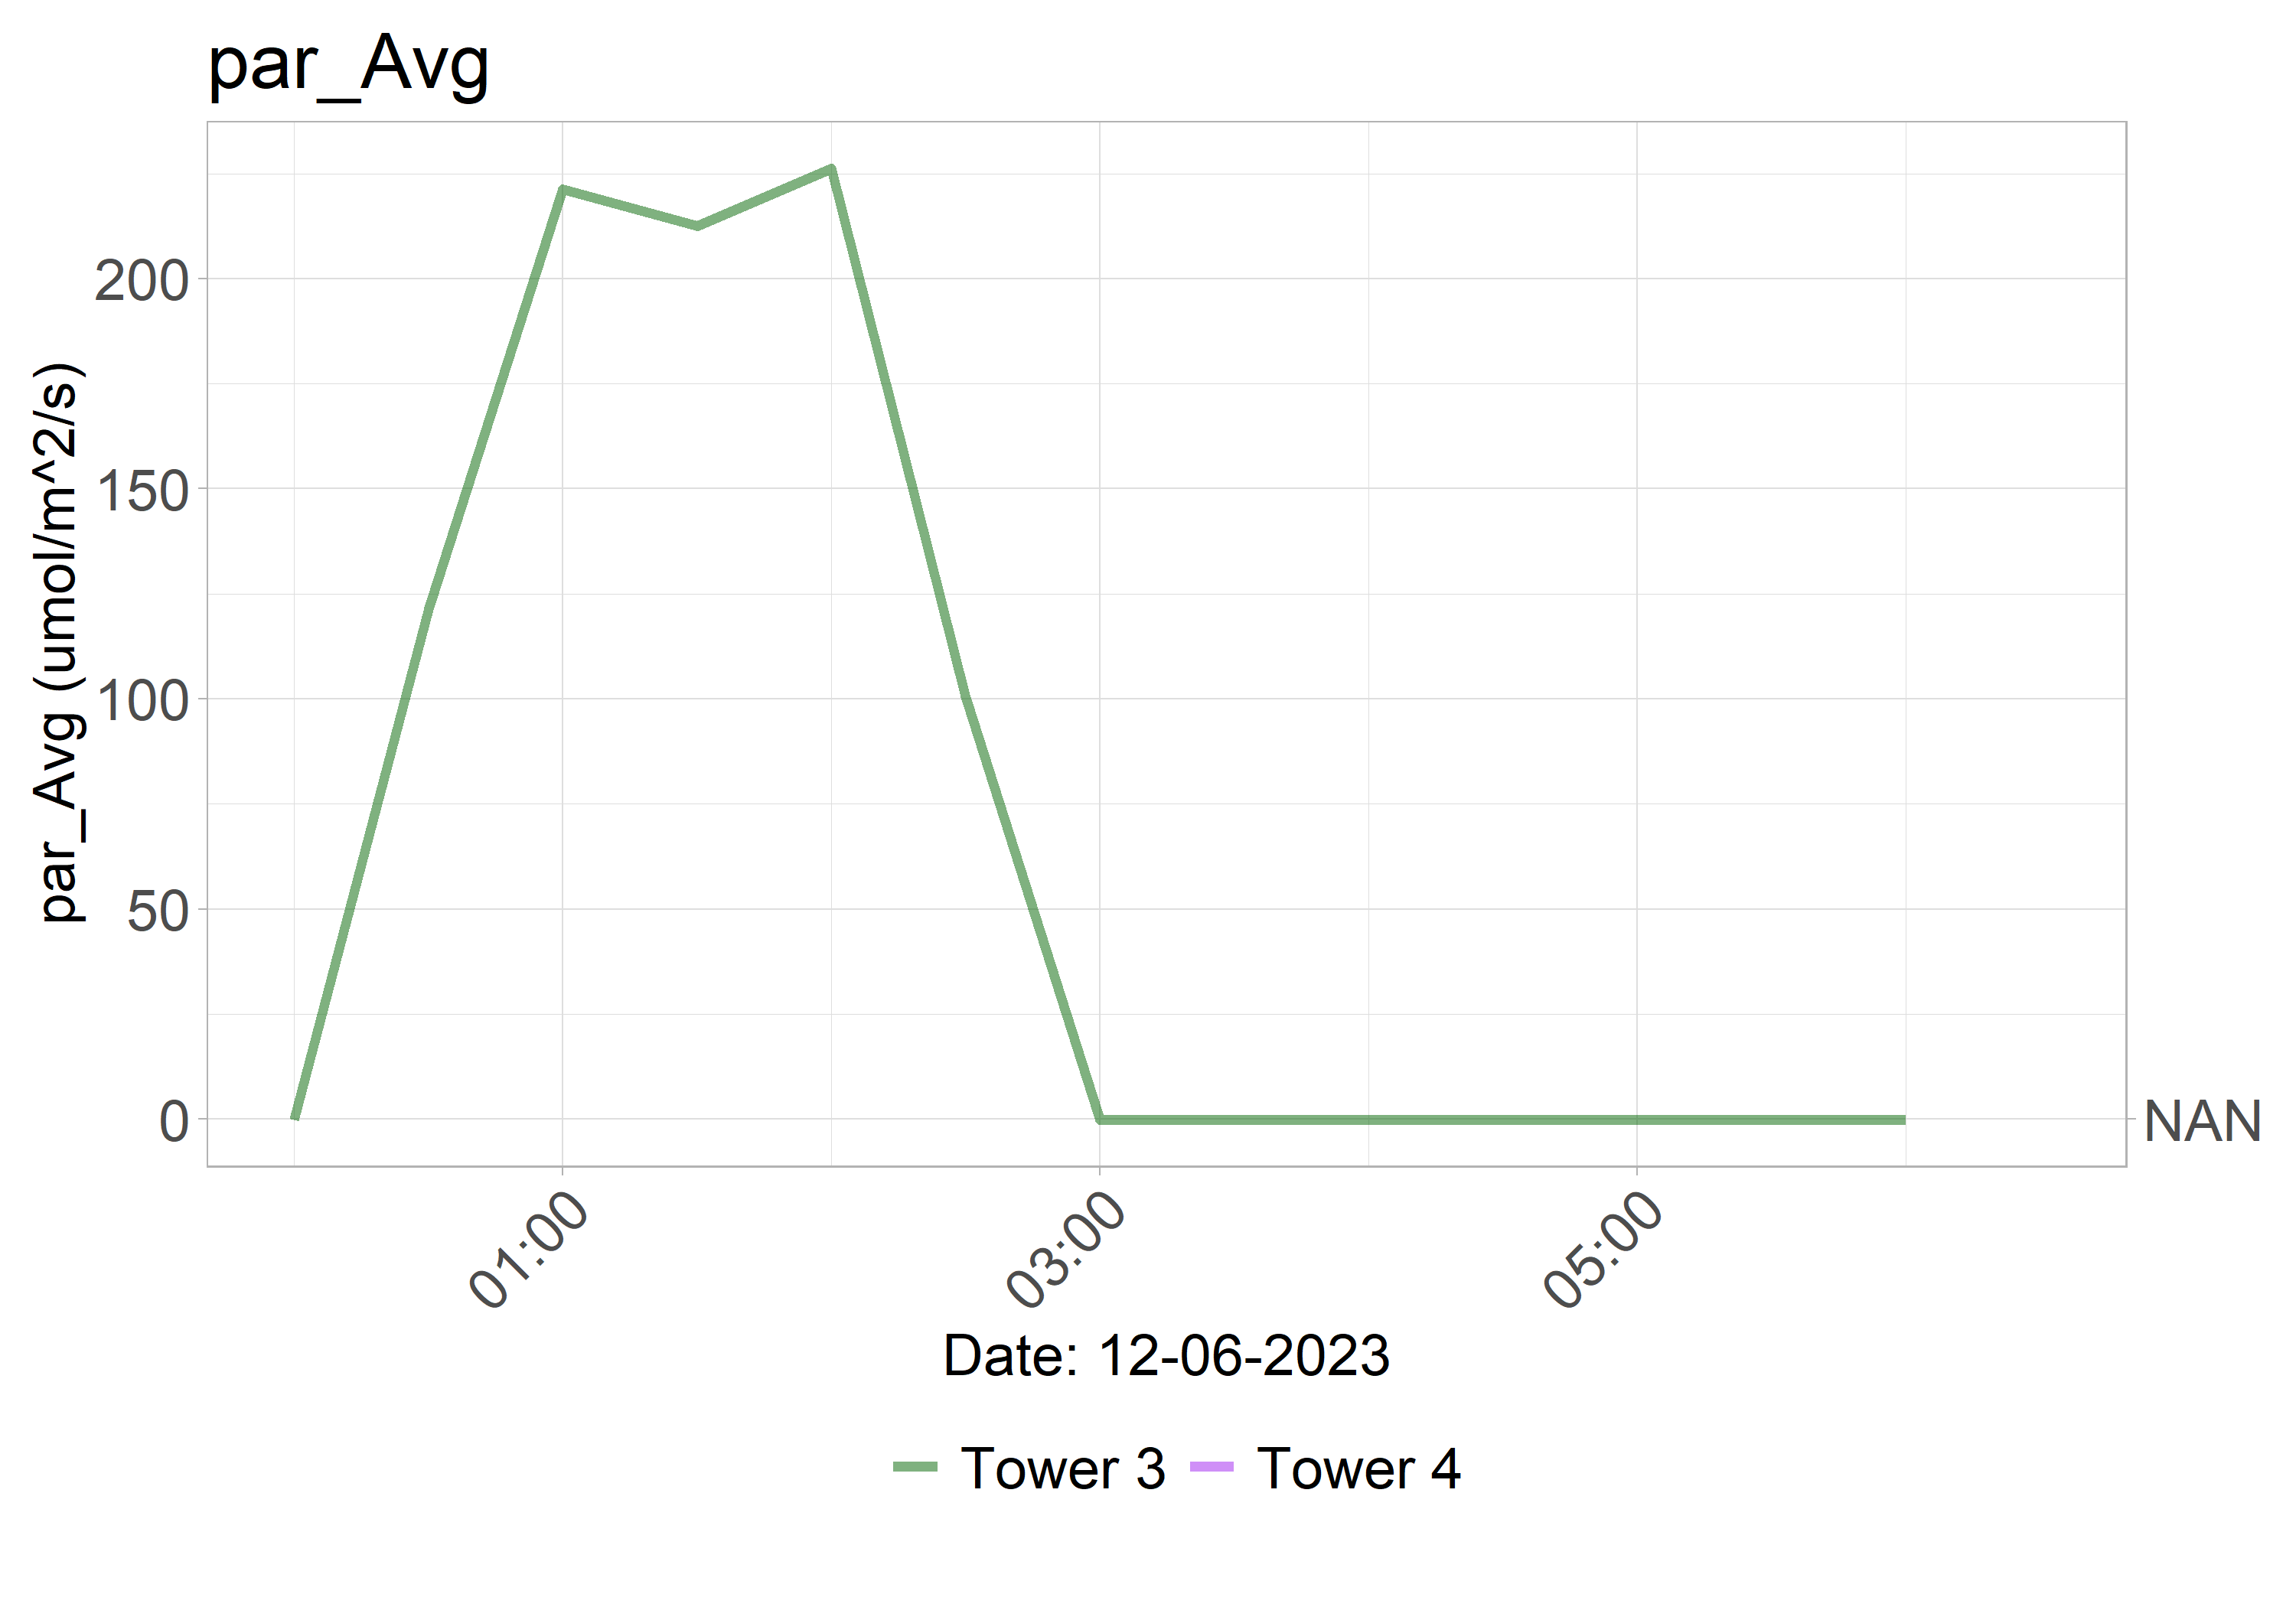 par_Avg
par_Avg (umol/m^2/s)
200
150
100
50
0
NAN
01:00
03:00
05:00
Date: 12-06-2023
Tower 3
Tower 4